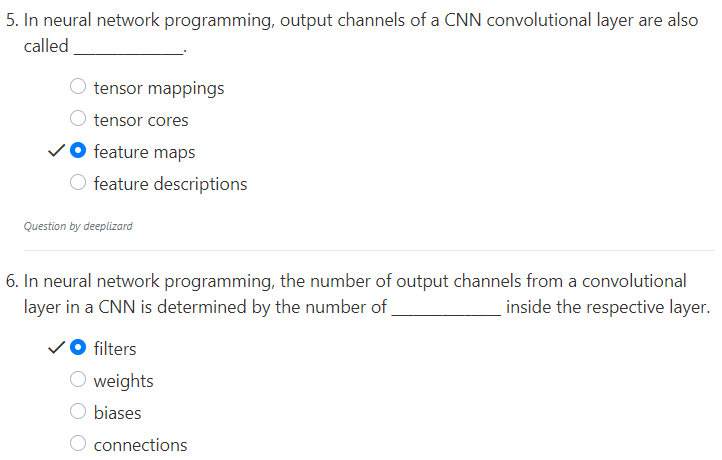 5. In neural network programming, output channels of a CNN convolutional layer are also
called ______________.
tensor mappings
tensor cores
feature maps
feature descriptions
Question by deeplizard
6. In neural network programming, the number of output channels from a convolutional
layer in a CNN is determined by the number of ______________ inside the respective layer.
filters
weights
biases
connections